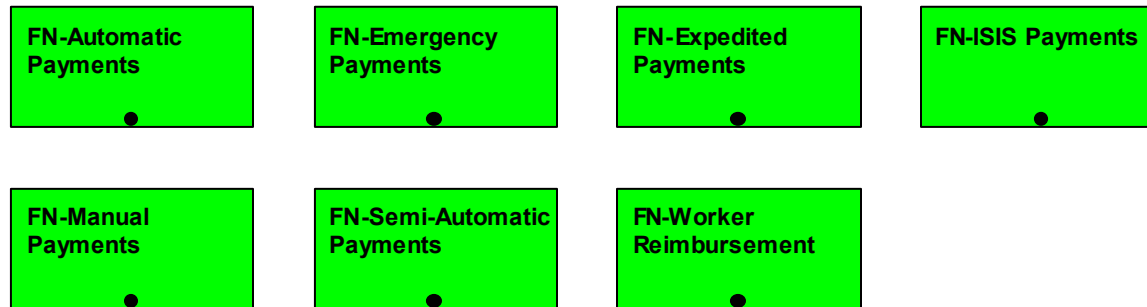 FN-Automatic
Payments
FN-Emergency
Payments
FN-Expedited
Payments
FN-ISIS Payments
FN-Manual
Payments
FN-Semi-Automatic
Payments
FN-Worker
Reimbursement